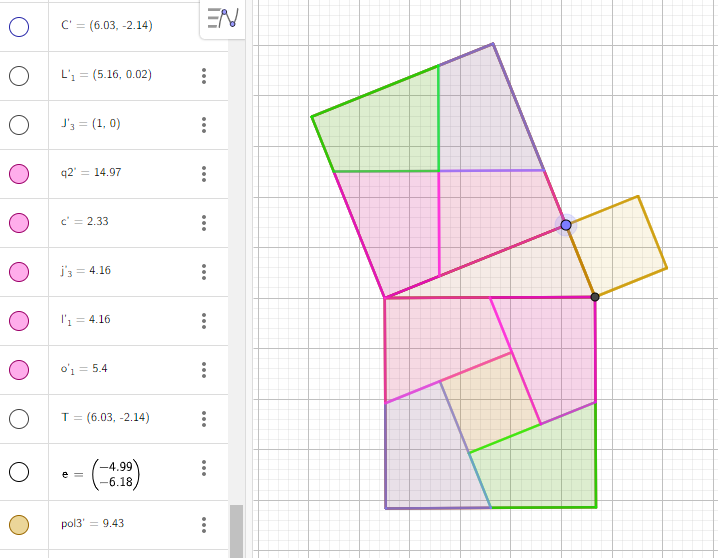 C' = (6.03, -2.14)
L'₁ = (5.16, 0.02)
J'₃ = (1, 0)
q2' = 14.97
c' = 2.33
j'₃ = 4.16
l'₁ = 4.16
o'₁ = 5.4
T = (6.03, -2.14)
e = (−4.99
−6.18)
pol3' = 9.43